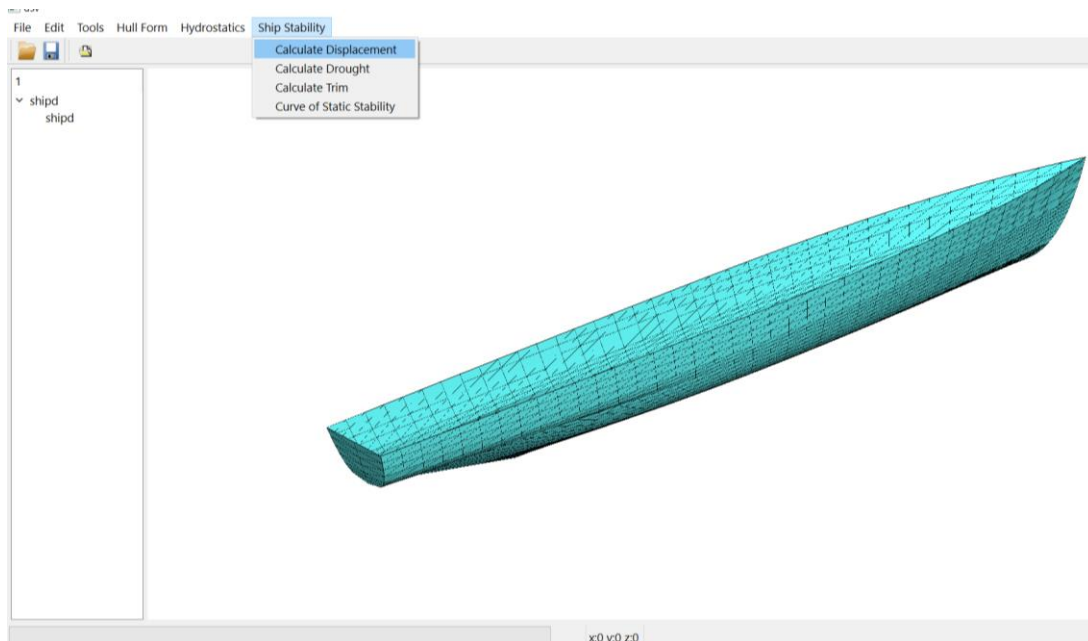 File Edit Tools Hull Form Hydrostatics Ship Stability
Calculate Displacement
Calculate Drought
Calculate Trim
Curve of Static Stability
1
shipd
shipd
x:0 y:0 z:0